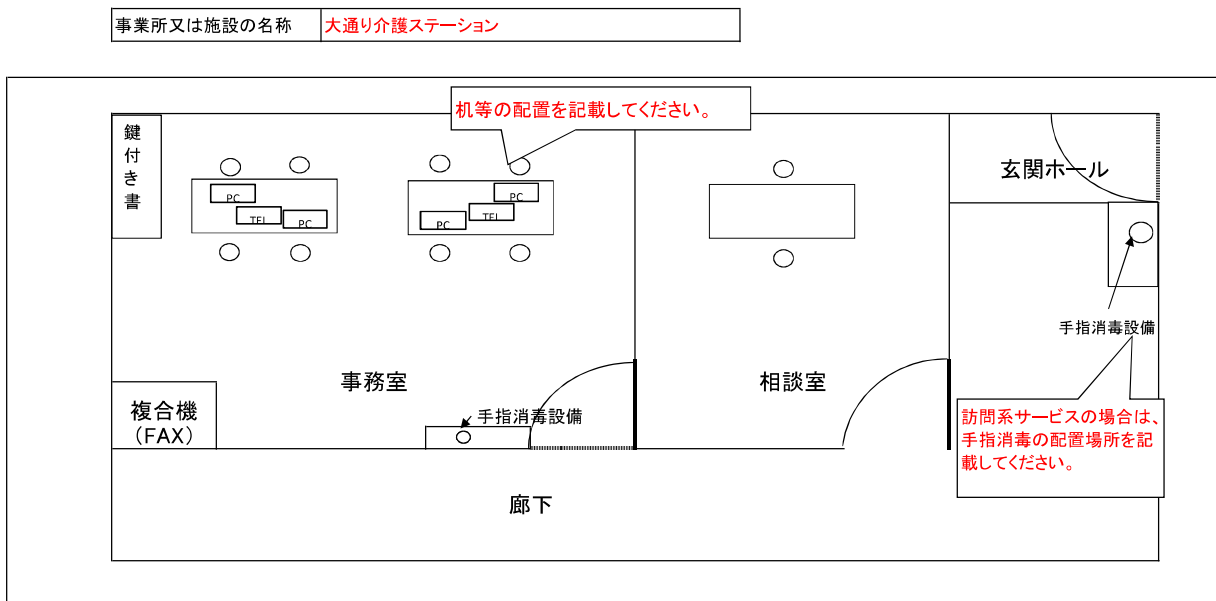 事業所又は施設の名称 大通り介護ステーション
机等の配置を記載してください。
鍵付き書
玄関ホール
PC
PC
PC
PC
手指消毒設備
事務室
相談室
複合機
(FAX)
手指消毒設備
訪問系サービスの場合は、
手指消毒の配置場所を記
載してください。
廊下